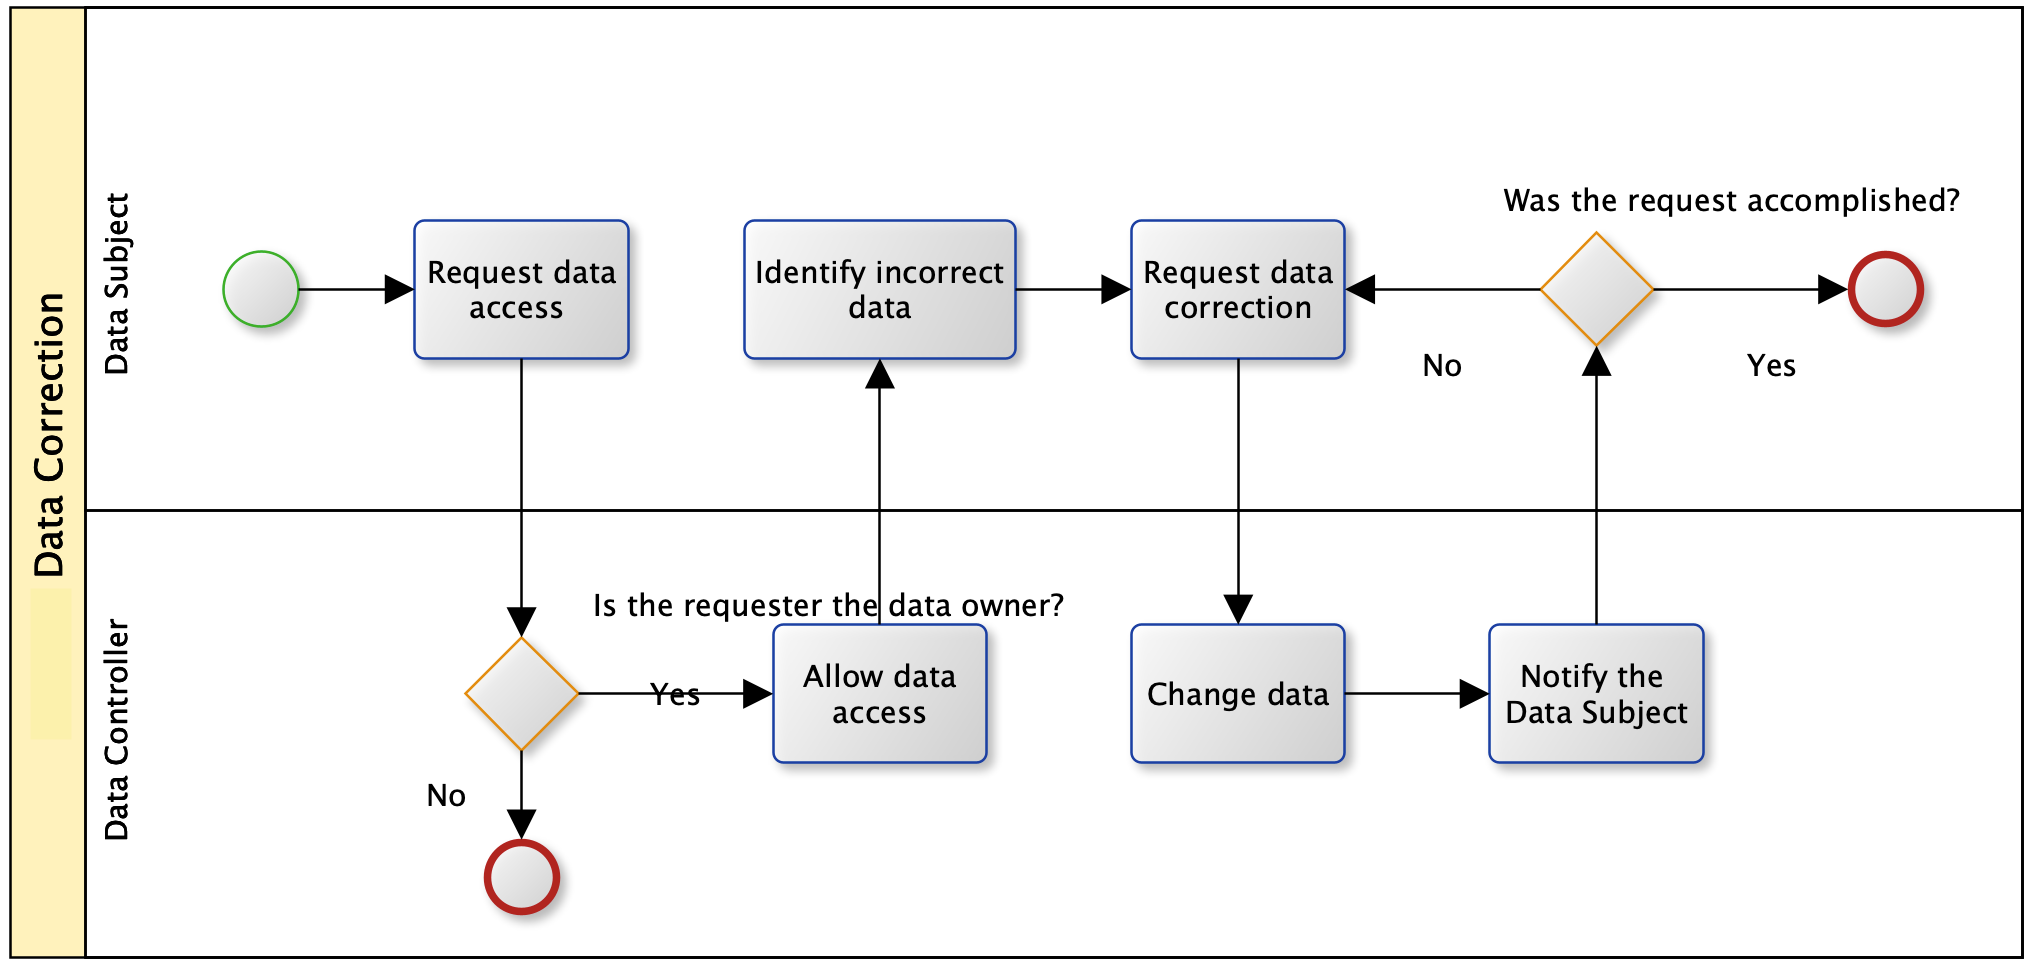 Data Correction
Data Subject
Request data
access
Identify incorrect
data
Request data
correction
Was the request accomplished?
No
Yes
Data Controller
Is the requester the data owner?
Yes
No
Allow data
access
Change data
Notify the
Data Subject